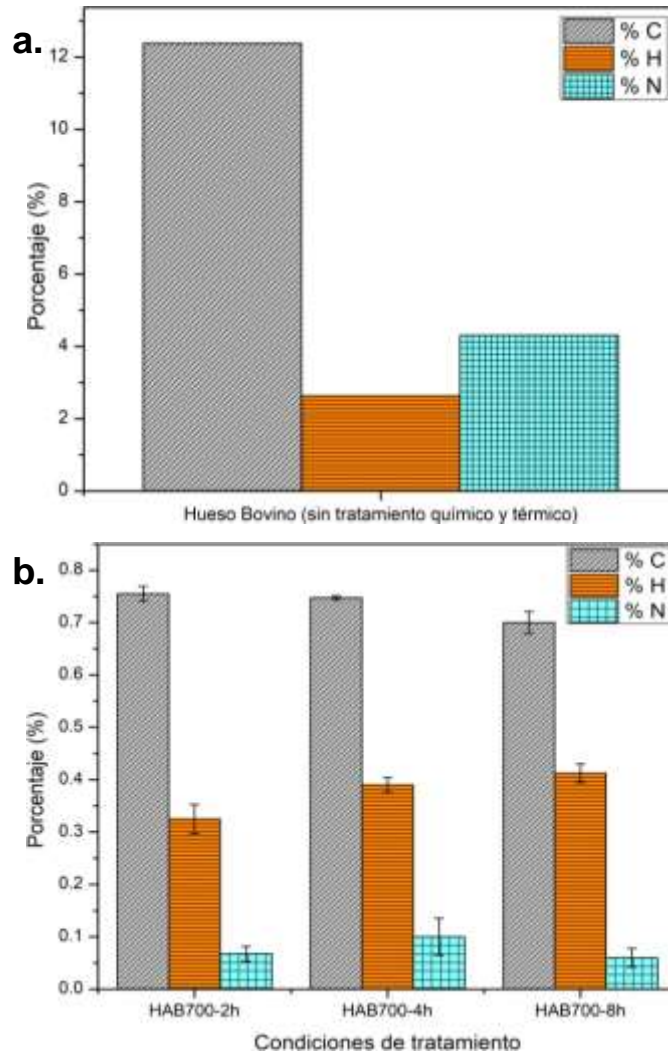 a.
% C
% H
% N
12
10
8
6
4
2
0
Porcentaje (%)
Hueso Bovino (sin tratamiento químico y térmico)
b.
% C
% H
% N
0.8
0.7
0.6
0.5
0.4
0.3
0.2
0.1
0.0
Porcentaje (%)
HAB700-2h HAB700-4h HAB700-8h
Condiciones de tratamiento